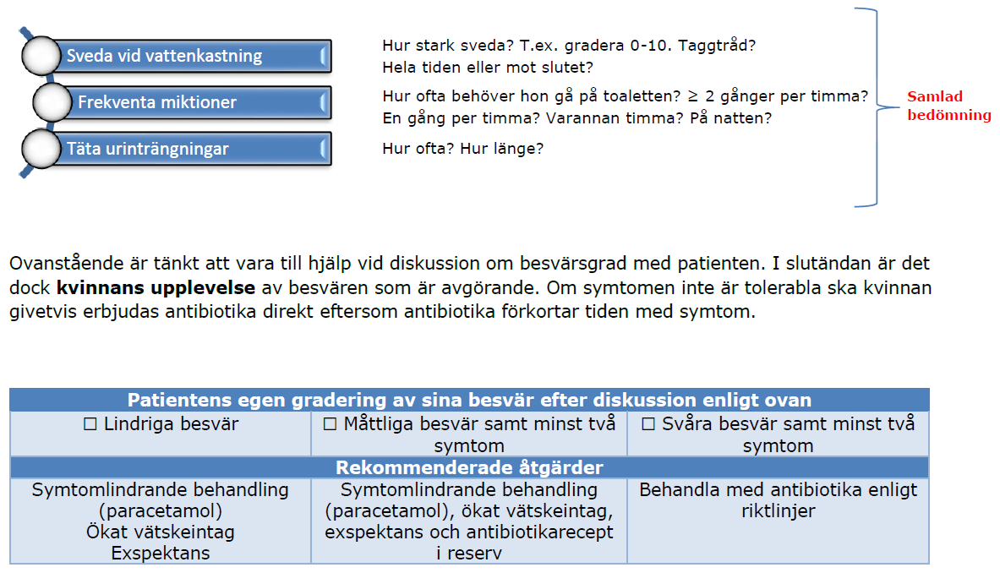 Sveda vid vattenkastning
Hur stark sveda? T.ex. gradera 0-10. Taggtråd?
Hela tiden eller mot slutet?
Frekventa miktioner
Hur ofta behöver hon gå på toaletten? ≥ 2 gånger per timma?
En gång per timma? Varannan timma? På natten?
Täta urinträngningar
Hur ofta? Hur länge?
Samlad
bedömning
Ovanstående är tänkt att vara till hjälp vid diskussion om besvärsgrad med patienten. I slutändan är det
dock kvinnans upplevelse av besvären som är avgörande. Om symtomen inte är tolerabla ska kvinnan
givetvis erbjudas antibiotika direkt eftersom antibiotika förkortar tiden med symtom.
Patientens egen gradering av sina besvär efter diskussion enligt ovan
☐ Lindriga besvär
☐ Måttliga besvär samt minst två
symtom
☐ Svåra besvär samt minst två
symtom
Rekommenderade åtgärder
Symtomlindrande behandling
(paracetamol)
Ökat vätskeintag
Exspektans
Symtomlindrande behandling
(paracetamol), ökat vätskeintag,
exspektans och antibiotikarecept
i reserv
Behandla med antibiotika enligt
riktlinjer